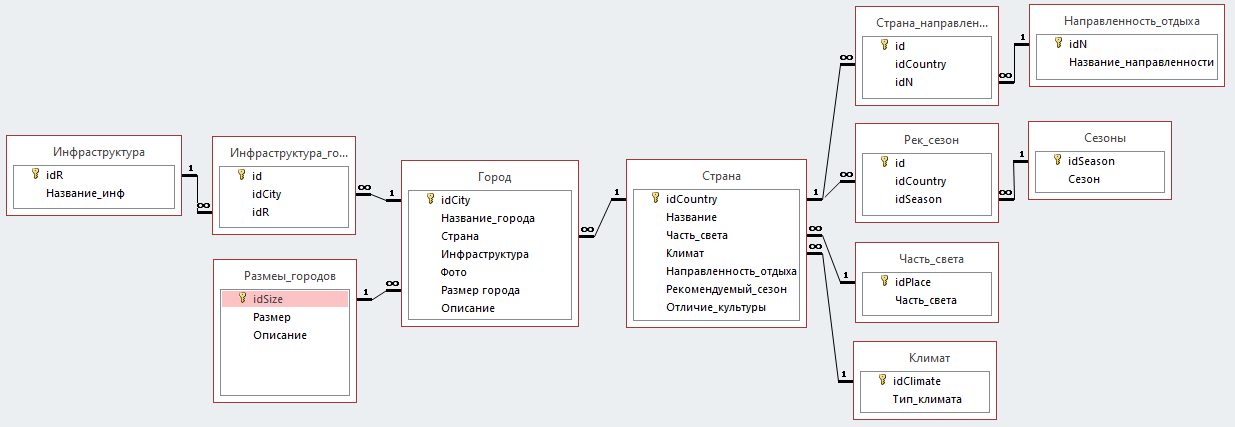 Инфраструктура
idR
Название_инф
1
∞
Инфраструктура_го...
id
idCity
idR
∞
1
Размеы_городов
idSize
Размер
Описание
1
∞
Город
idCity
Название_города
Страна
Инфраструктура
Фото
Размер города
Описание
∞
1
Страна
idCountry
Название
Часть_света
Климат
Направленность_отдыха
Рекомендуемый_сезон
Отличие_культуры
1
∞
∞
Страна_направлен...
id
idCountry
idN
∞
∞
1
Направленность_отдыха
idN
Название_направленности
Рек_сезон
id
idCountry
idSeason
∞
∞
1
Сезоны
idSeason
Сезон
Часть_света
idPlace
Часть_света
1
Климат
idClimate
Тип_климата
1